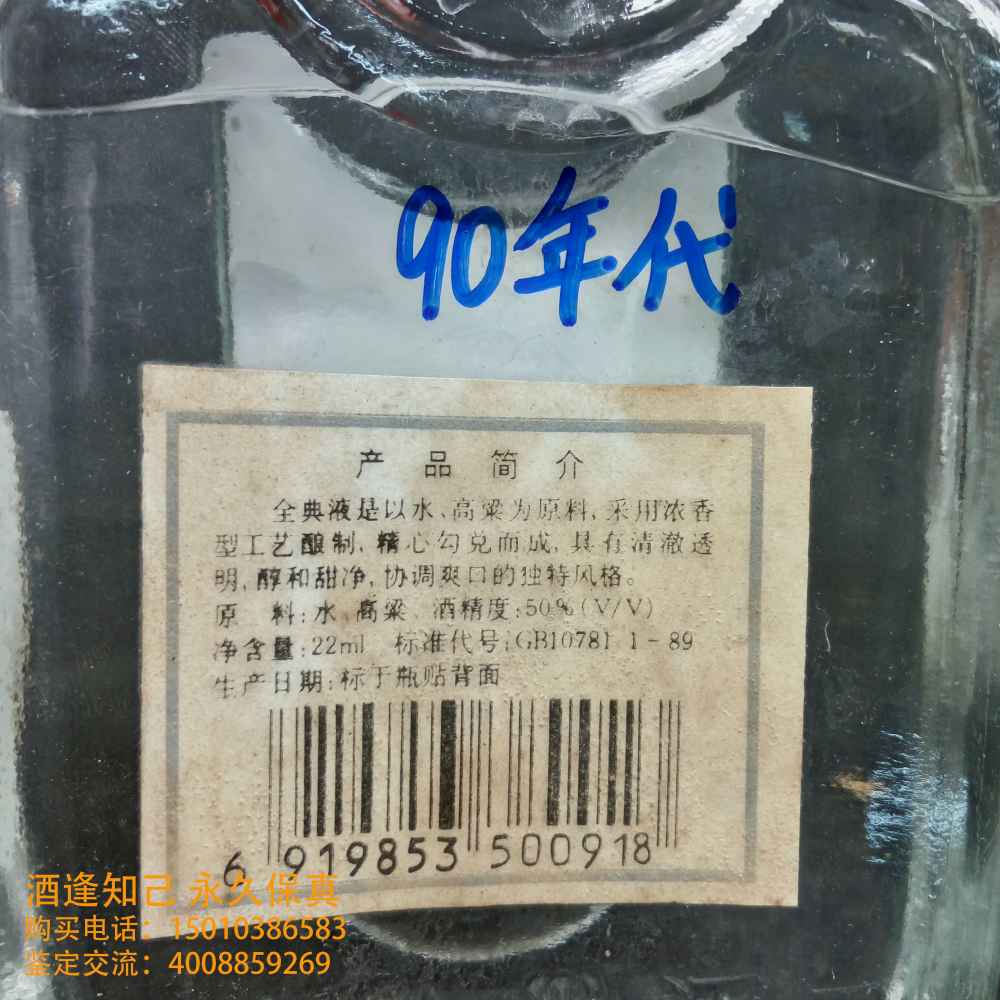 90年代
产品简介
全典液是以水、高粱为原料,采用浓香
型工艺酿制,精心勾兑而成,具有清澈透
明,醇和甜净,协调爽口的独特风格。
原 料:水、高粱 酒精度:50%(V/V)
净含量:22ml 标准代号:GB10781 1-89
生产日期:标于瓶贴背面
6 919853 500918
酒逢知己 永久保真
购买电话：15010386583
鉴定交流：4008859269